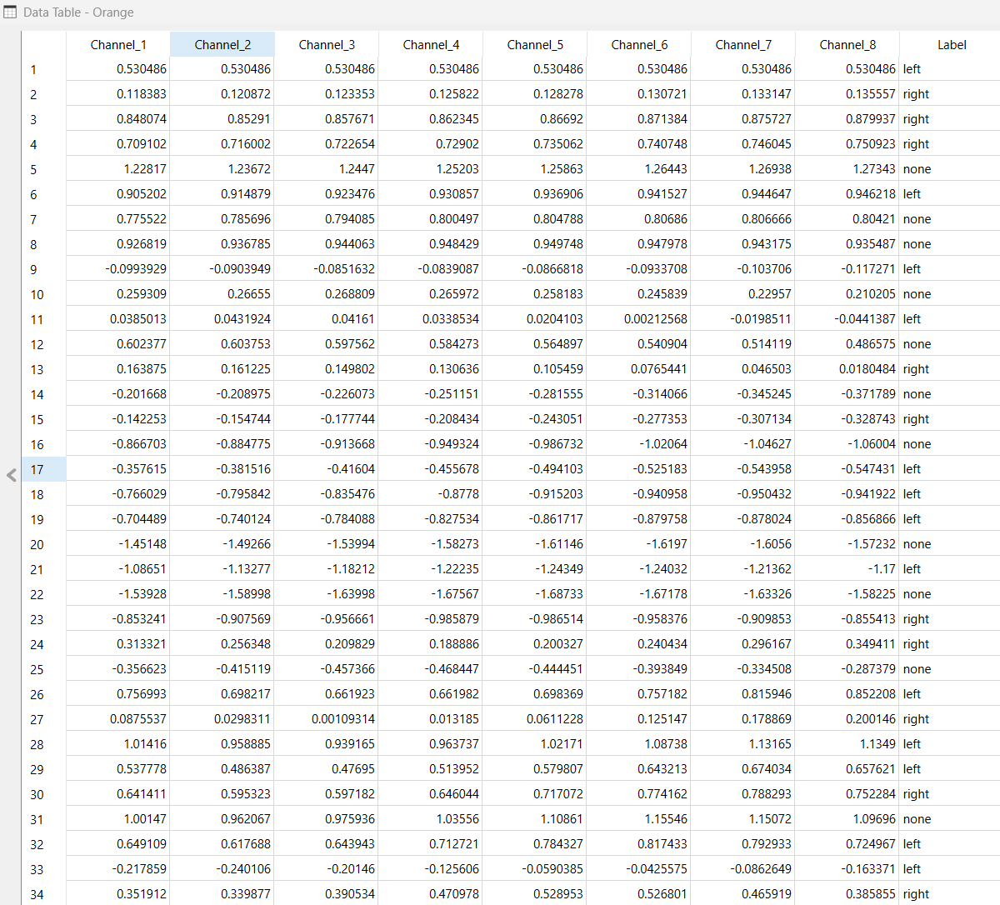 Data Table - Orange
Channel_1 Channel_2 Channel_3 Channel_4 Channel_5 Channel_6 Channel_7 Channel_8 Label
1 0.530486 0.530486 0.530486 0.530486 0.530486 0.530486 0.530486 0.530486 left
2 0.118383 0.120872 0.123353 0.125822 0.128278 0.130721 0.133147 0.135557 right
3 0.848074 0.85291 0.857671 0.862345 0.86692 0.871384 0.875727 0.879937 right
4 0.709102 0.716002 0.722654 0.72902 0.735062 0.740748 0.746045 0.750923 right
5 1.22817 1.23672 1.2447 1.25203 1.25863 1.26443 1.26938 1.27343 none
6 0.905202 0.914879 0.923476 0.930857 0.936906 0.941527 0.944647 0.946218 left
7 0.775522 0.785696 0.794085 0.800497 0.804788 0.80686 0.806666 0.80421 none
8 0.926819 0.936785 0.944063 0.948429 0.949748 0.947978 0.943175 0.935487 none
9 -0.0993929 -0.0903949 -0.0851632 -0.0839087 -0.0866818 -0.0933708 -0.103706 -0.117271 left
10 0.259309 0.26655 0.268809 0.265972 0.258183 0.245839 0.22957 0.210205 none
11 0.0385013 0.0431924 0.04161 0.0338534 0.0204103 0.00212568 -0.0198511 -0.0441387 left
12 0.602377 0.603753 0.597562 0.584273 0.564897 0.540904 0.514119 0.486575 none
13 0.163875 0.161225 0.149802 0.130636 0.105459 0.0765441 0.046503 0.0180484 right
14 -0.201668 -0.208975 -0.226073 -0.251151 -0.281555 -0.314066 -0.345245 -0.371789 none
15 -0.142253 -0.154744 -0.177744 -0.208434 -0.243051 -0.277353 -0.307134 -0.328743 right
16 -0.866703 -0.884775 -0.913668 -0.949324 -0.986732 -1.02064 -1.04627 -1.06004 none
17 -0.357615 -0.381516 -0.41604 -0.455678 -0.494103 -0.525183 -0.543958 -0.547431 left
18 -0.766029 -0.795842 -0.835476 -0.8778 -0.915203 -0.940958 -0.950432 -0.941922 left
19 -0.704489 -0.740124 -0.784088 -0.827534 -0.861717 -0.879758 -0.878024 -0.856866 left
20 -1.45148 -1.49266 -1.53994 -1.58273 -1.61146 -1.6197 -1.6056 -1.57232 none
21 -1.08651 -1.13277 -1.18212 -1.22235 -1.24349 -1.24032 -1.21362 -1.17 left
22 -1.53928 -1.58998 -1.63998 -1.67567 -1.68733 -1.67178 -1.63326 -1.58225 none
23 -0.853241 -0.907569 -0.956661 -0.985879 -0.986514 -0.958376 -0.909853 -0.855413 right
24 0.313321 0.256348 0.209829 0.188886 0.200327 0.240434 0.296167 0.349411 right
25 -0.356623 -0.415119 -0.457366 -0.468447 -0.444451 -0.393849 -0.334508 -0.287379 none
26 0.756993 0.698217 0.661923 0.661982 0.698369 0.757182 0.815946 0.852208 left
27 0.0875537 0.0298311 0.00109314 0.013185 0.0611228 0.125147 0.178869 0.200146 right
28 1.01416 0.958885 0.939165 0.963737 1.02171 1.08738 1.13165 1.1349 left
29 0.537778 0.486387 0.47695 0.513952 0.579807 0.643213 0.674034 0.657621 left
30 0.641411 0.595323 0.597182 0.646044 0.717072 0.774162 0.788293 0.752284 right
31 1.00147 0.962067 0.975936 1.03556 1.10861 1.15546 1.15072 1.09696 none
32 0.649109 0.617688 0.643943 0.712721 0.784327 0.817433 0.792933 0.724967 left
33 -0.217859 -0.240106 -0.20146 -0.125606 -0.0590385 -0.0425575 -0.0862649 -0.163371 left
34 0.351912 0.339877 0.390534 0.470978 0.528953 0.526801 0.465919 0.385855 right